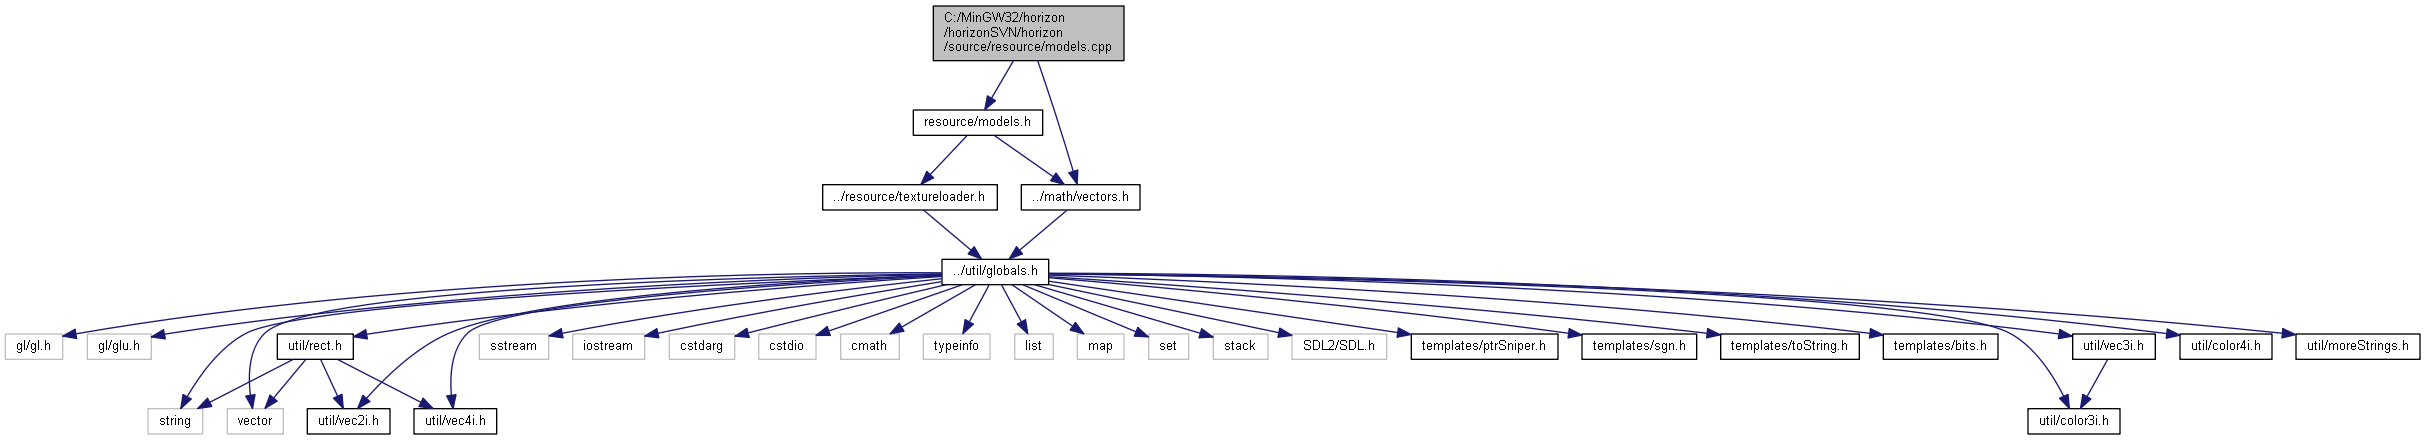 C:/MinGW32/horizon
/horizonSVN/horizon
/source/resource/models.cpp
resource/models.h
../resource/textureloader.h
../math/vectors.h
../util/globals.h
gl/gl.h
gl/glu.h
util/rect.h
sstream
iostream
cstdarg
cstdio
cmath
typeinfo
list
map
set
stack
SDL2/SDL.h
templates/ptrSniper.h
templates/sgn.h
templates/toString.h
templates/bits.h
util/vec3i.h
util/color4i.h
util/moreStrings.h
string
vector
util/vec2i.h
util/vec4i.h
util/color3i.h